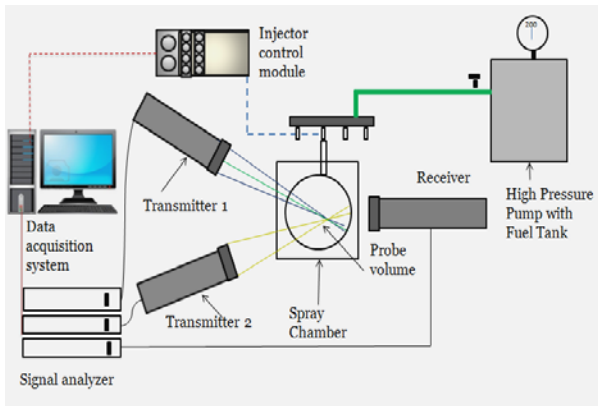 200
Injector
control
module
Transmitter 1
Receiver
High Pressure
Pump with
Fuel Tank
Data
acquisition
system
Probe
volume
Transmitter 2
Spray
Chamber
Signal analyzer